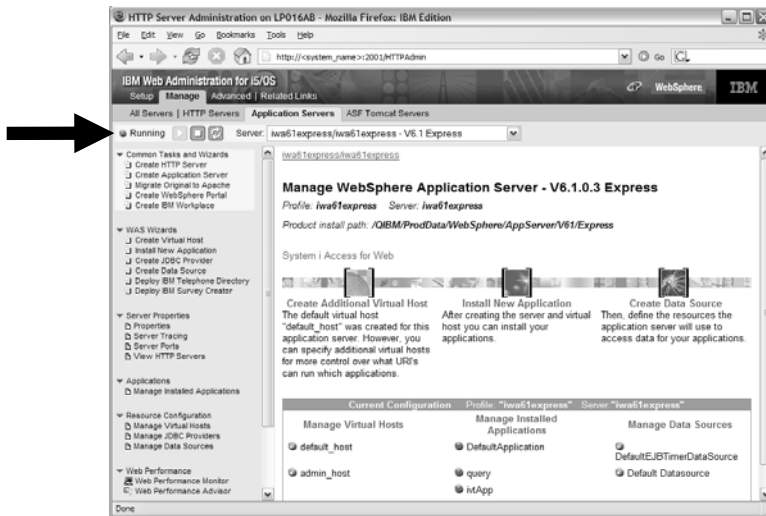 HTTP Server Administration on LP016AB - Mozilla Firefox: IBM Edition
File Edit View Go Bookmarks Tools Help
http://<system_name>:2001/HTTPAdmin
Go
IBM Web Administration for i5/OS
WebSphere
IBM
Setup Manage Advanced | Related Links
All Servers | HTTP Servers Application Servers ASF Tomcat Servers
Running Server: iwa61express/iwa61express - V6.1 Express
Common Tasks and Wizards
Create HTTP Server
Create Application Server
Migrate Original to Apache
Create WebSphere Portal
Create IBM Workplace
WAS Wizards
Create Virtual Host
Install New Application
Create JDBC Provider
Create Data Source
Deploy IBM Telephone Directory
Deploy IBM Survey Creator
Server Properties
Properties
Server Tracing
Server Ports
View HTTP Servers
Applications
Manage Installed Applications
Resource Configuration
Manage Virtual Hosts
Manage JDBC Providers
Manage Data Sources
Web Performance
Web Performance Monitor
Web Performance Advisor
iwa61express/iwa61express
Manage WebSphere Application Server - V6.1.0.3 Express
Profile: iwa61express Server: iwa61express
Product install path: /QIBM/ProdData/WebSphere/AppServer/V61/Express
System i Access for Web
Create Additional Virtual Host
The default virtual host
"default_host" was created for this
application server. However, you
can specify additional virtual hosts
for more control over what URI's
can run which applications.
Install New Application
After creating the server and virtual
host you can install your
applications.
Create Data Source
Then, define the resources the
application server will use to
access data for your applications.
Current Configuration Profile: "iwa61express" Server:"iwa61express"
Manage Virtual Hosts
default_host
admin_host
Manage Installed
Applications
DefaultApplication
query
ivtApp
Manage Data Sources
DefaultEJBTimerDataSource
Default Datasource
Done